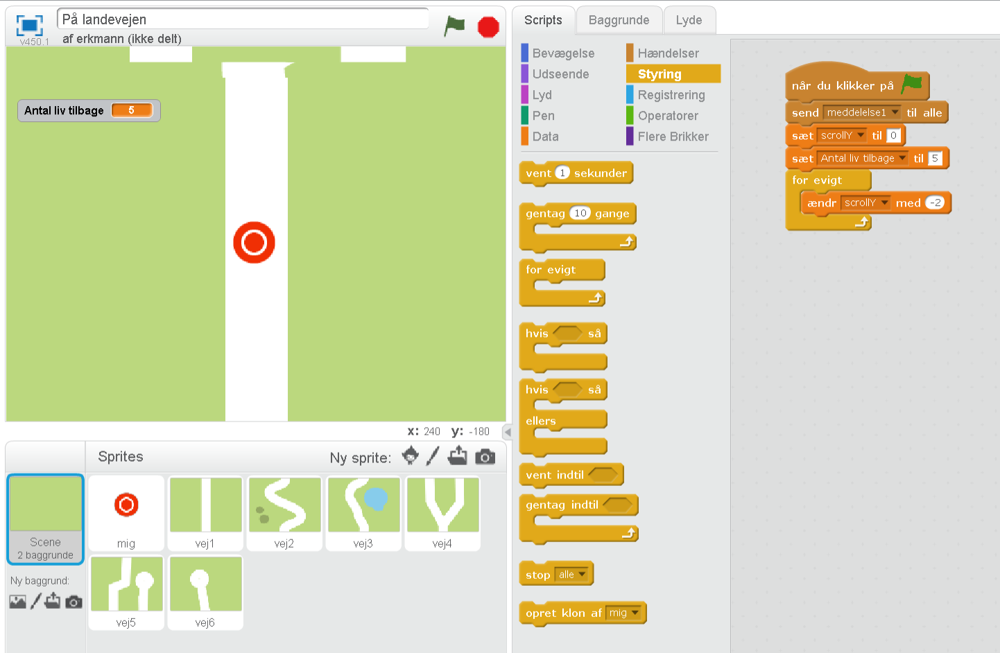 På landevejen
v450.1
af erkmann (ikke delt)
Antal liv tilbage 5
x: 240 y: -180
Sprites
Ny sprite:
Scene
2 baggrunde
mig
vej1
vej2
vej3
vej4
Ny baggrund:
vej5
vej6
Scripts
Baggrunde
Lyde
Bevægelse
Hændelser
Udseende
Styring
Lyd
Registrering
Pen
Operatorer
Data
Flere Brikker
vent 1 sekunder
gentag 10 gange
for evigt
hvis så
hvis så
ellers
vent indtil
gentag indtil
stop alle
opret klon af mig
når du klikker på
send meddelelse1 til alle
sæt scrollY til 0
sæt Antal liv tilbage til 5
for evigt
ændr scrollY med -2